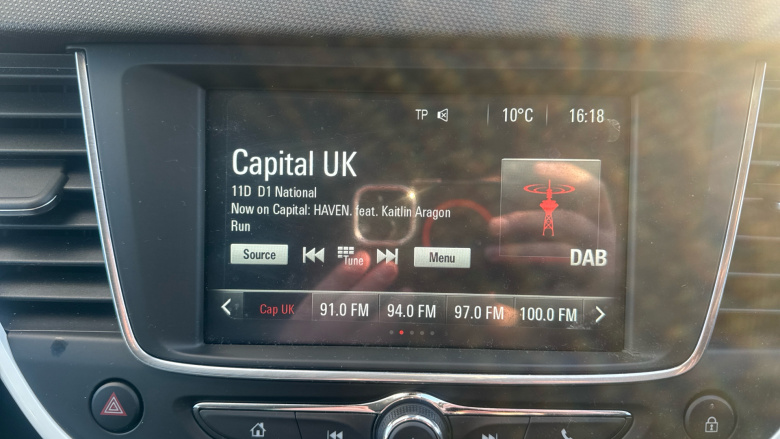 TP 10°C 16:18
Capital UK
11D D1 National
Now on Capital: HAVEN. feat. Kaitlin Aragon
Run
Source Tune Menu
DAB
Cap UK 91.0 FM 94.0 FM 97.0 FM 100.0 FM